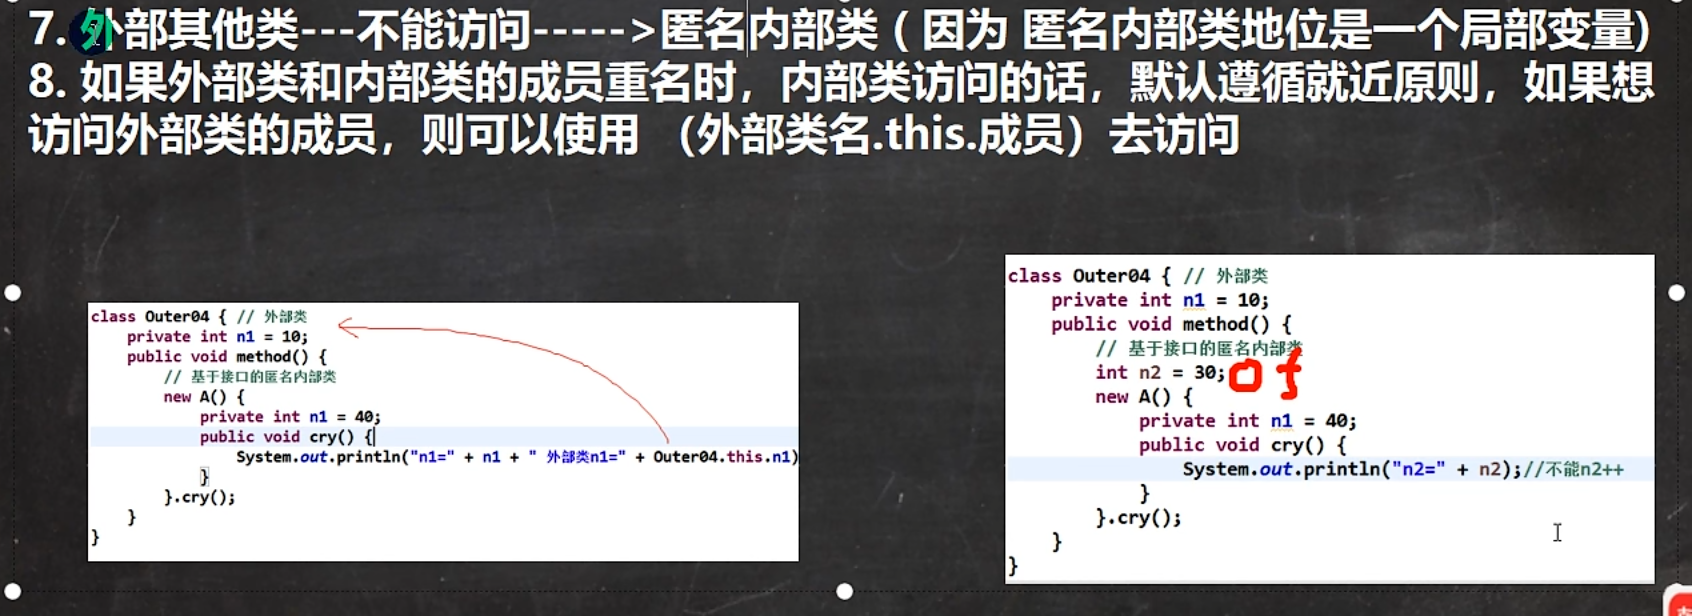 7. 外部其他类---不能访问----->匿名内部类 ( 因为 匿名内部类地位是一个局部变量)
8. 如果外部类和内部类的成员重名时，内部类访问的话，默认遵循就近原则，如果想
访问外部类的成员，则可以使用 （外部类名.this.成员）去访问
class Outer04 { // 外部类
private int n1 = 10;
public void method() {
// 基于接口的匿名内部类
new A() {
private int n1 = 40;
public void cry() {
System.out.println("n1=" + n1 + " 外部类n1=" + Outer04.this.n1)
}
}.cry();
}
}
class Outer04 { // 外部类
private int n1 = 10;
public void method() {
// 基于接口的匿名内部类
int n2 = 30;
new A() {
private int n1 = 40;
public void cry() {
System.out.println("n2=" + n2);//不能n2++
}
}.cry();
}
}